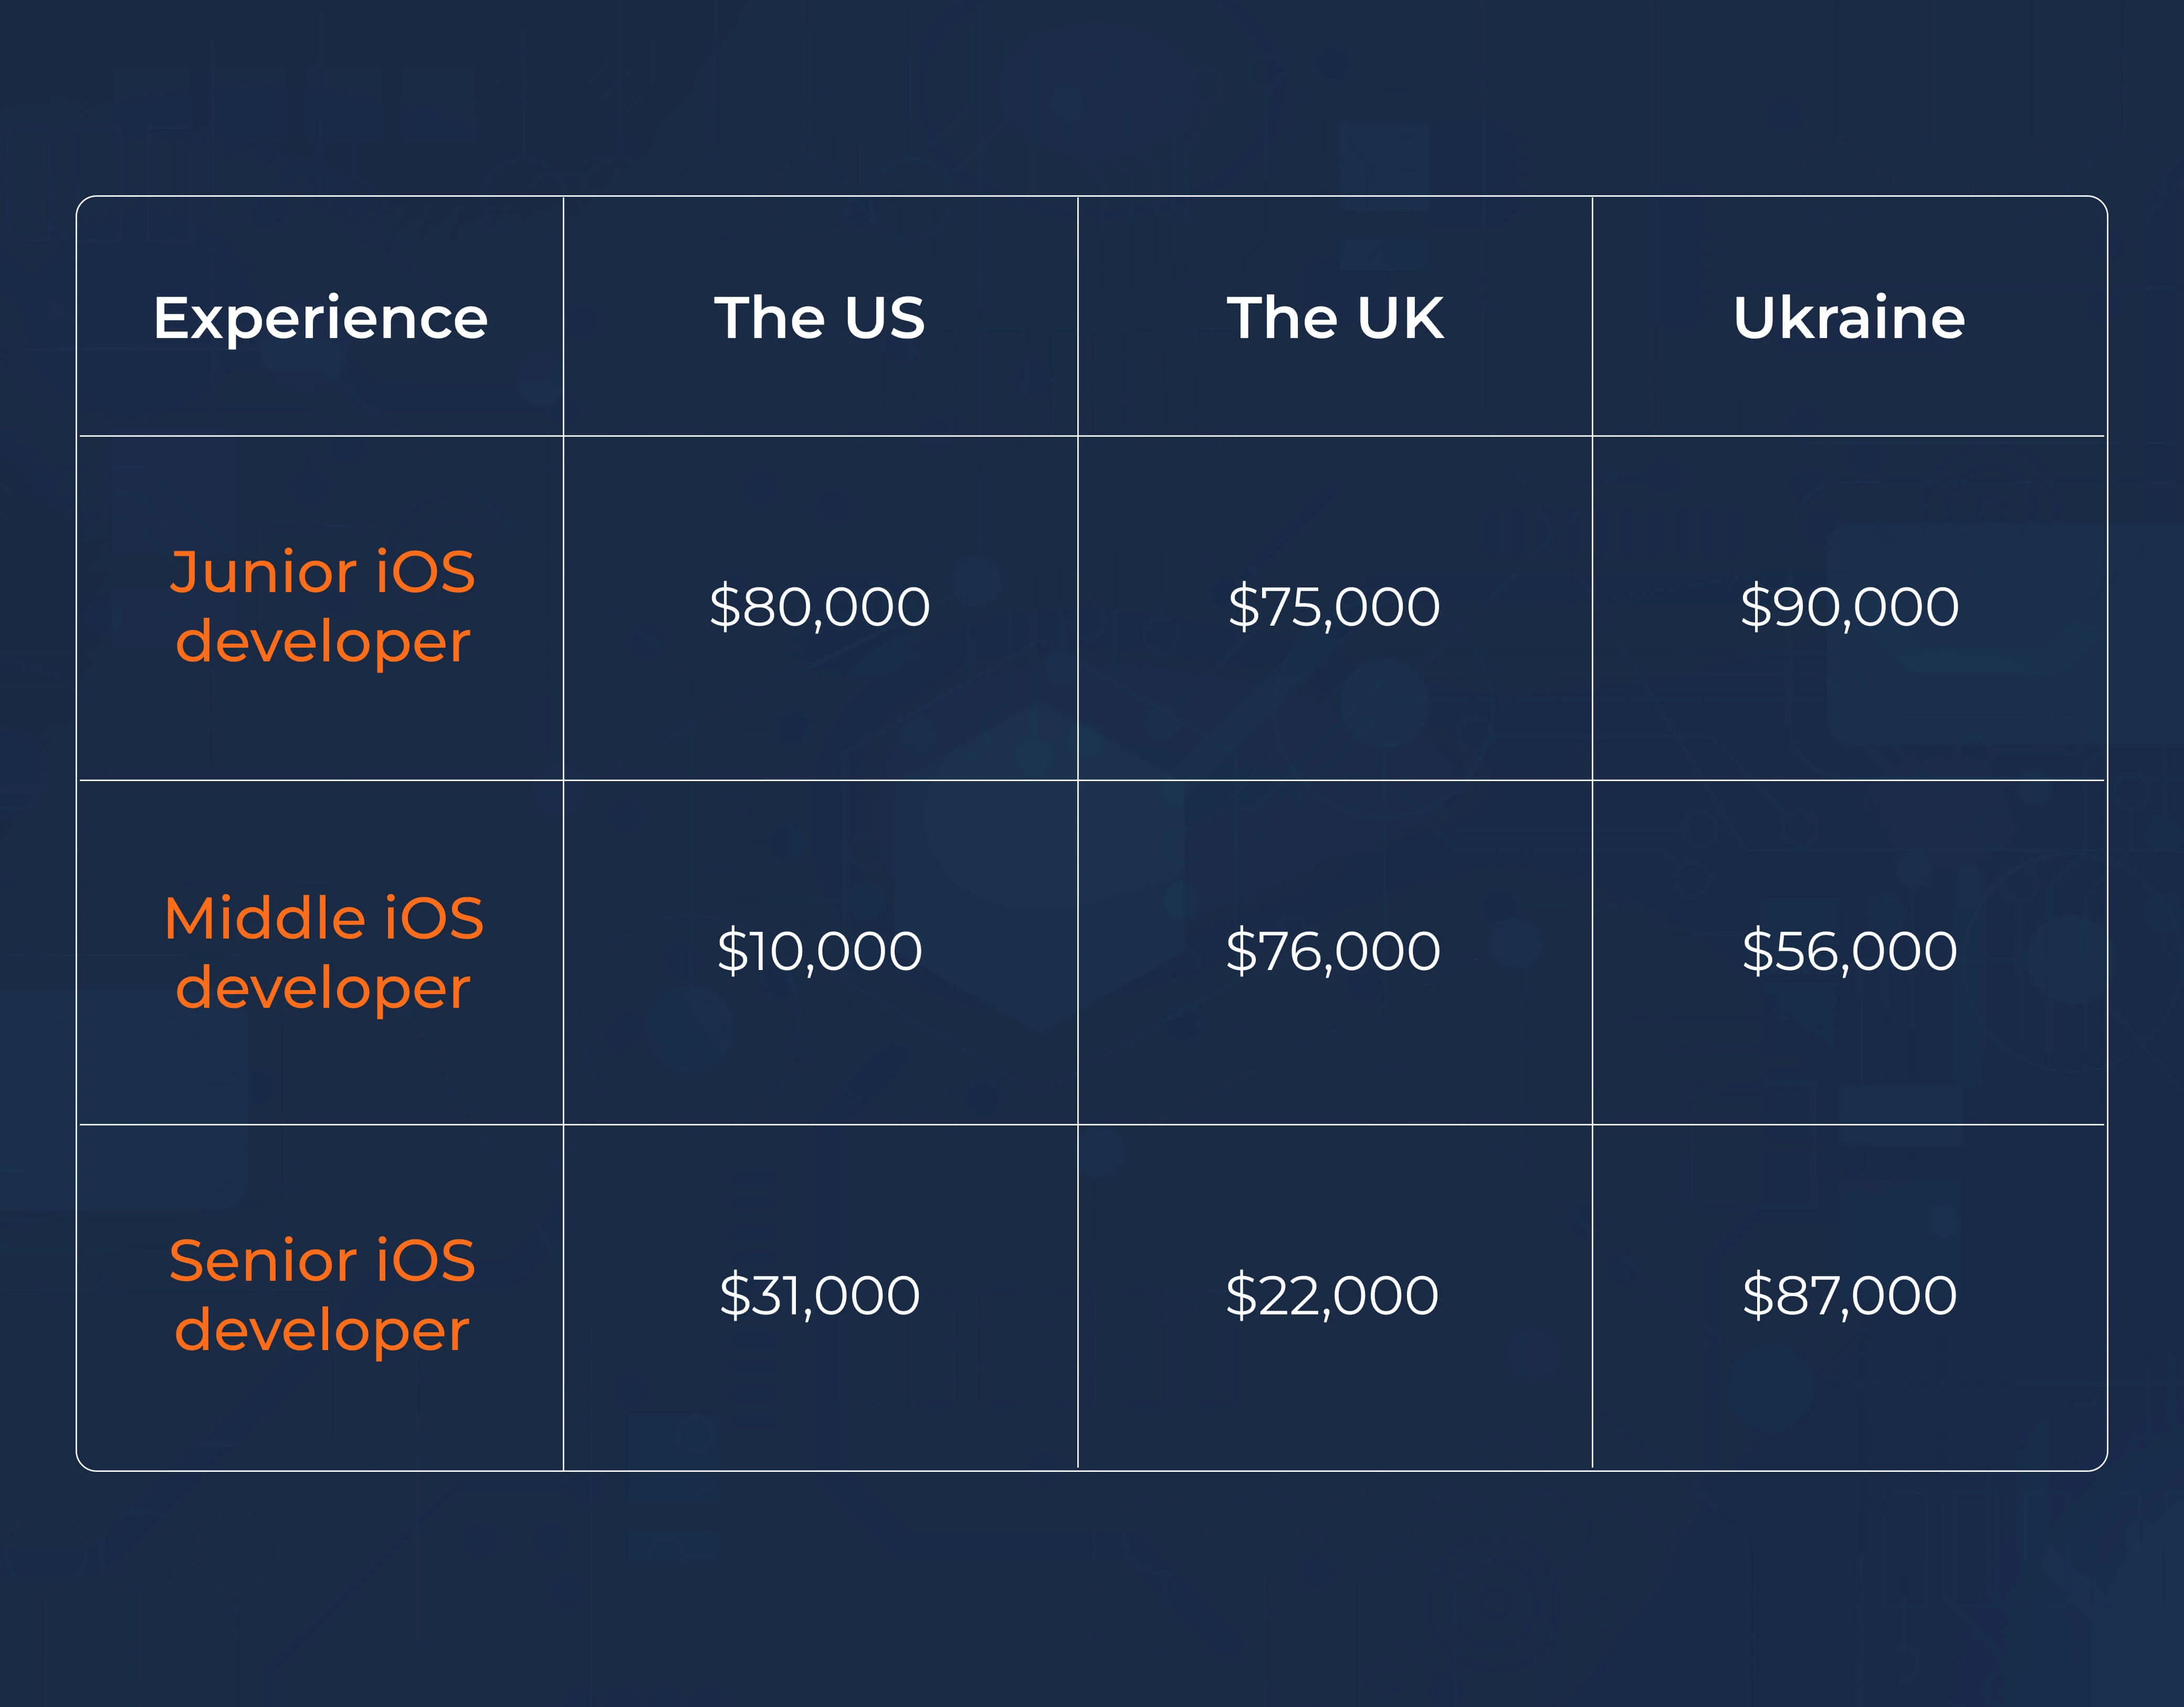 Experience The US The UK Ukraine
Junior iOS
developer
$80,000 $75,000 $90,000
Middle iOS
developer
$10,000 $76,000 $56,000
Senior iOS
developer
$31,000 $22,000 $87,000